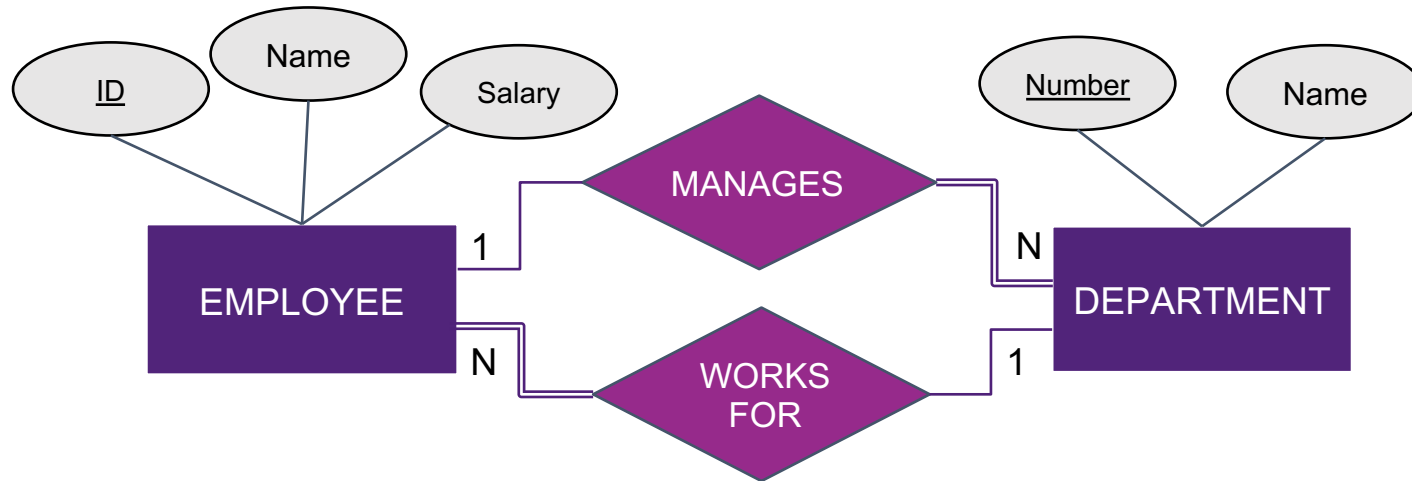 ID
Name
Salary
Number
Name
MANAGES
1
N
EMPLOYEE
DEPARTMENT
N
1
WORKS
FOR